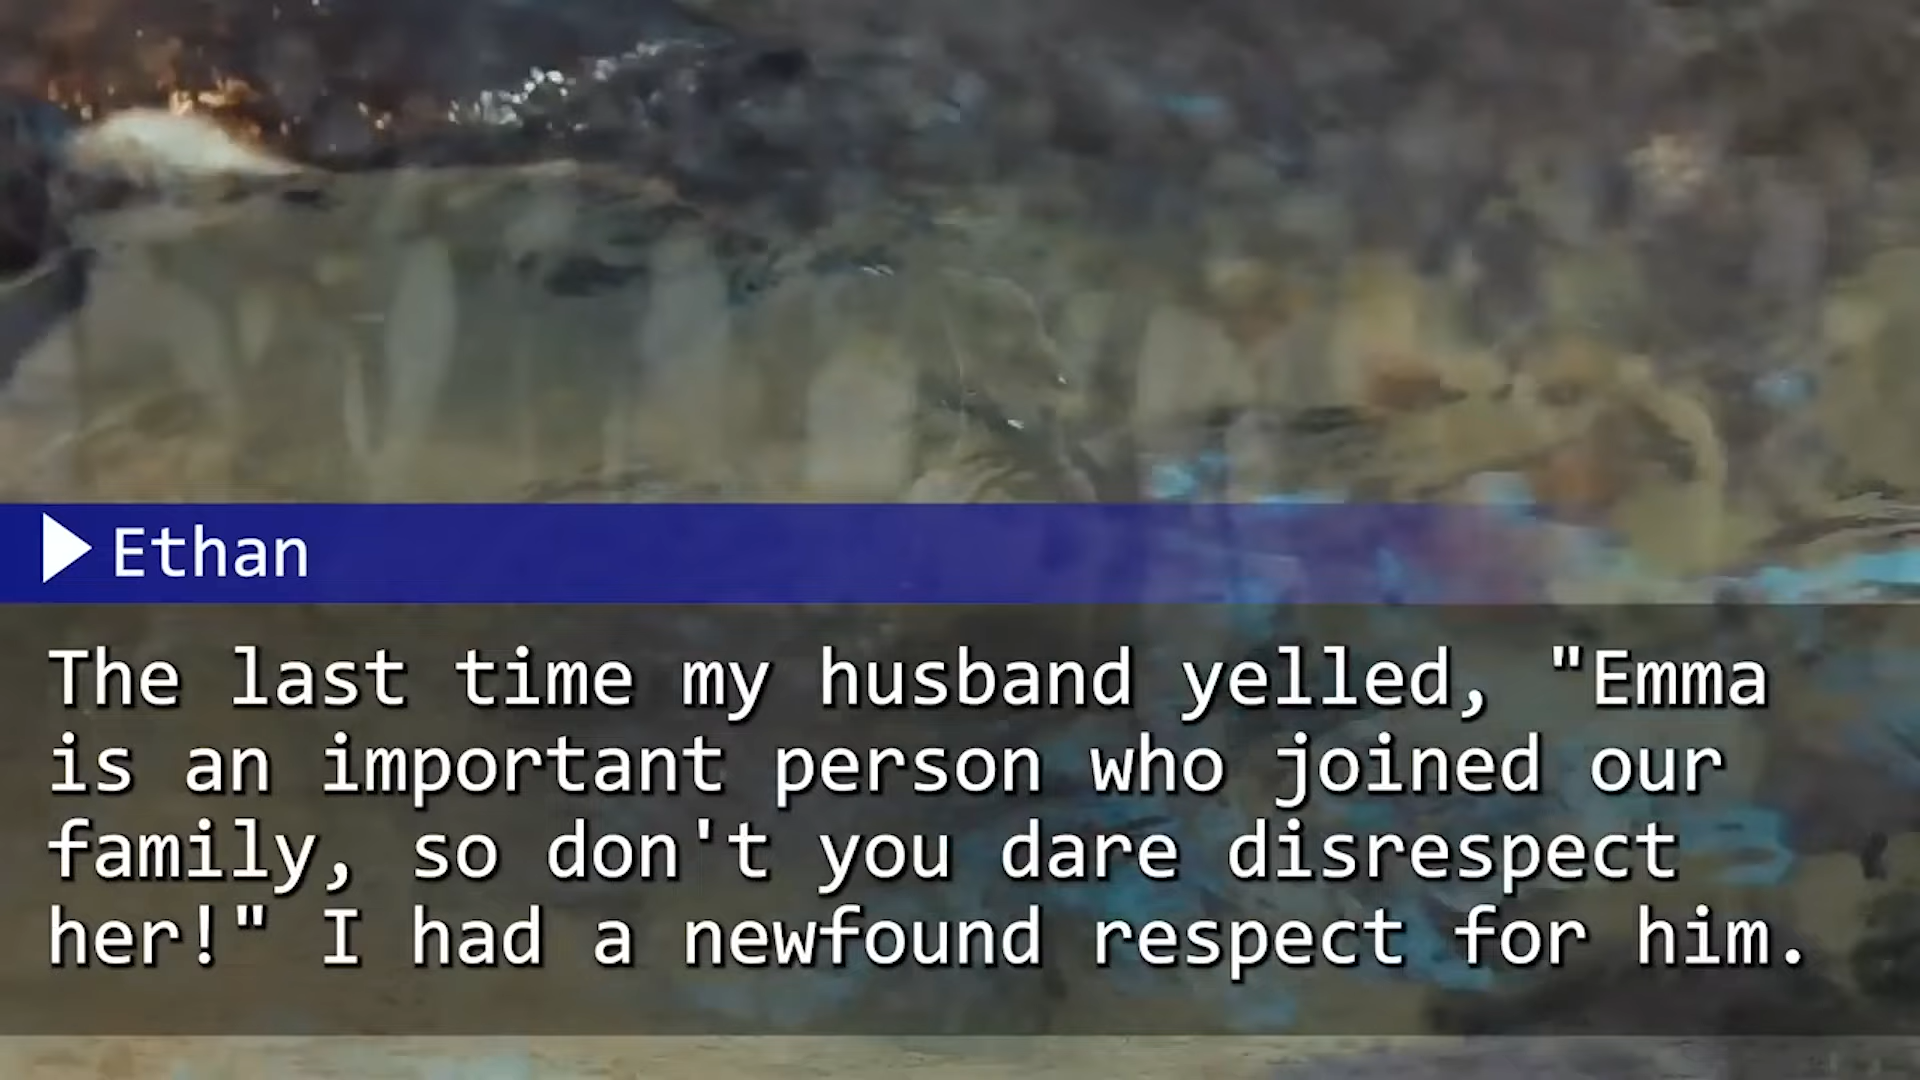 Ethan
The last time my husband yelled, "Emma
is an important person who joined our
family, so don't you dare disrespect
her!" I had a newfound respect for him.